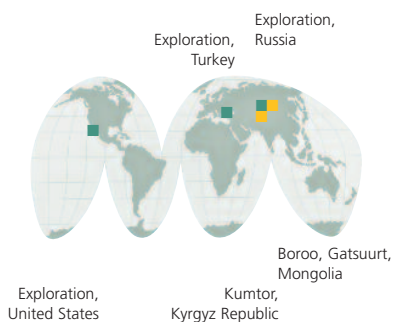 Exploration,
Russia
Exploration,
Turkey
Boroo, Gatsuurt,
Mongolia
Exploration,
United States
Kumtor,
Kyrgyz Republic